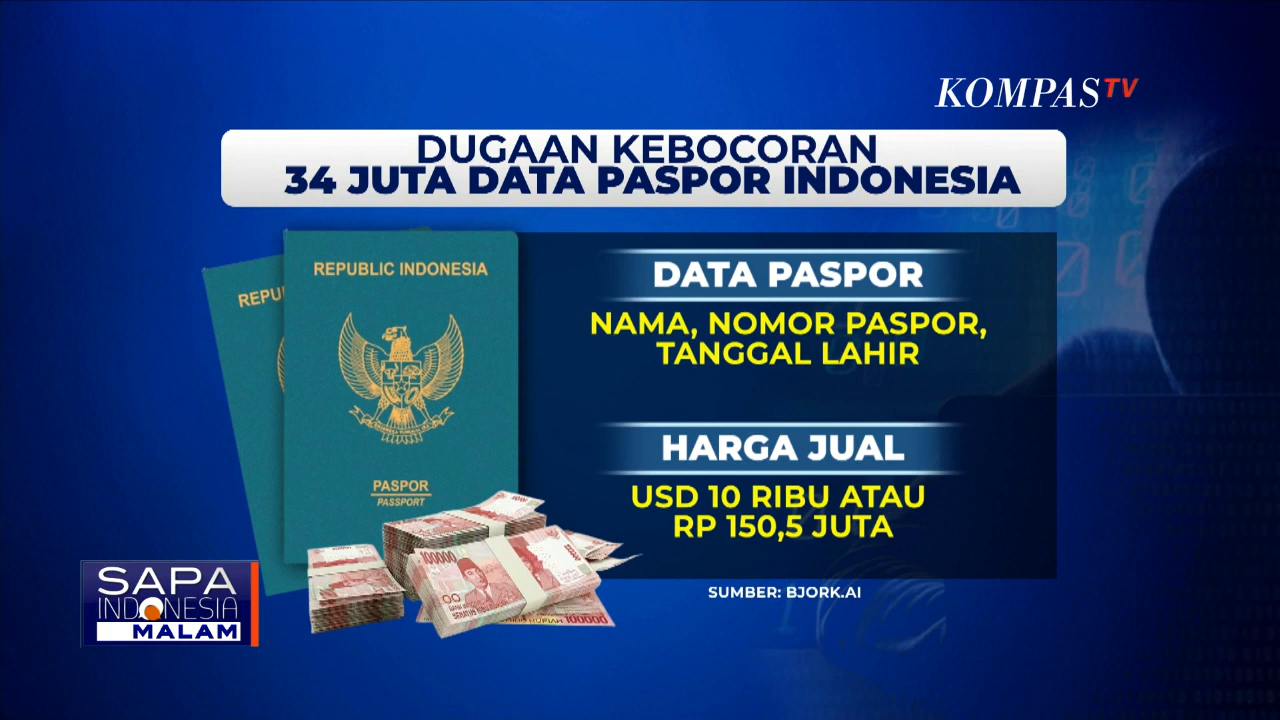 KOMPAS TV
DUGAAN KEBOCORAN
34 JUTA DATA PASPOR INDONESIA
REPUBLIC INDONESIA
REPU
DATA PASPOR
NAMA, NOMOR PASPOR,
TANGGAL LAHIR
HARGA JUAL
USD 10 RIBU ATAU
RP 150,5 JUTA
PASPOR
PASSPORT
100000
100000
SUMBER: BJORK.AI
SAPA
INDONESIA
MALAM